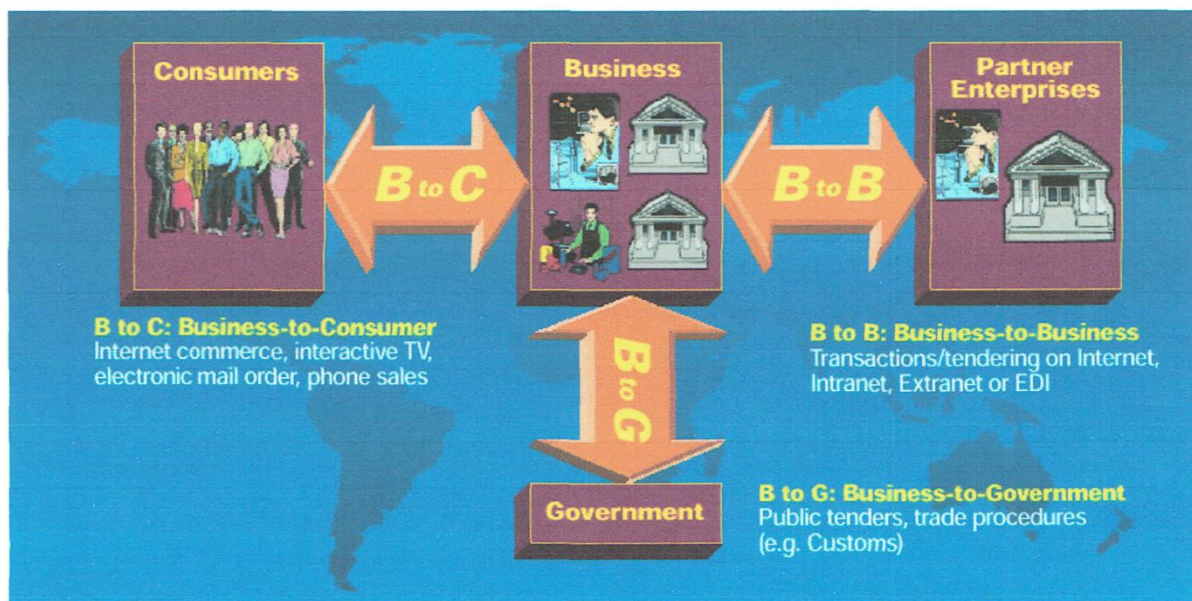 Consumers
Business
Partner
Enterprises
B to C
B to B
B to C: Business-to-Consumer
Internet commerce, interactive TV,
electronic mail order, phone sales
B to G
B to B: Business-to-Business
Transactions/tendering on Internet,
Intranet, Extranet or EDI
Government
B to G: Business-to-Government
Public tenders, trade procedures
(e.g. Customs)